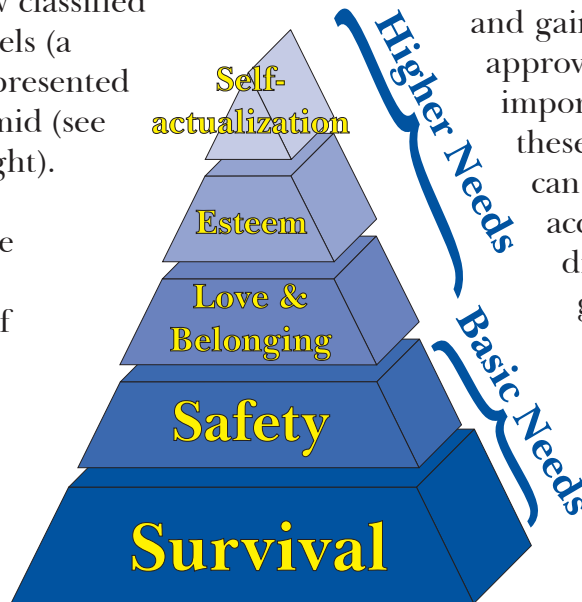 classified
els (a
presented
mid (see
ght).
e
f
Self-
actualization
Esteem
Love &
Belonging
Safety
Survival
Higher Needs
Basic Needs
and gain
approv
impor
these
can
acc
d
g